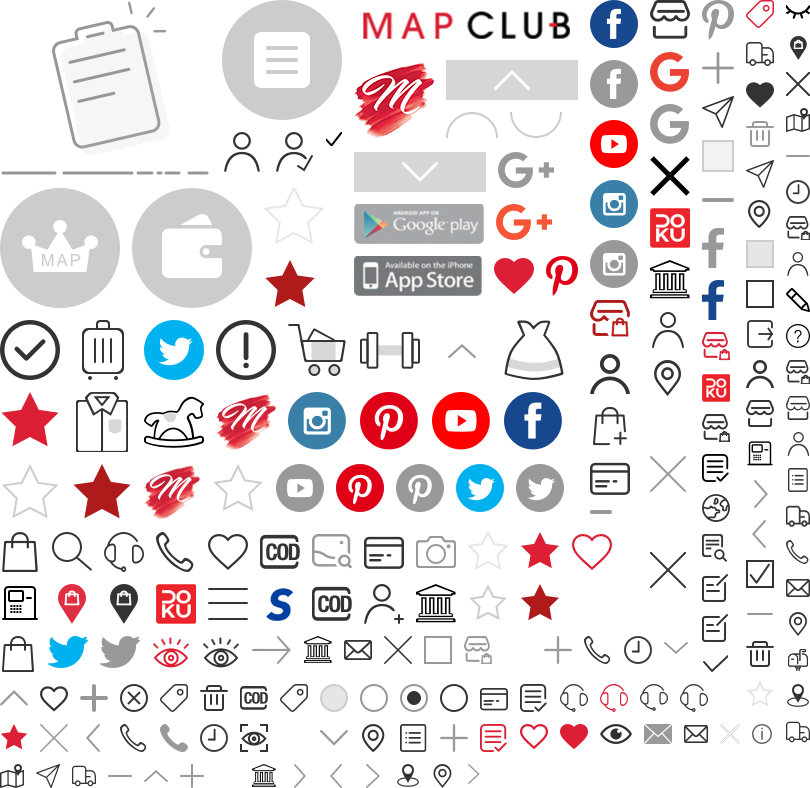 MAP CLUB
M
G+
MAP
ANDROID APP ON
Google play
G+
Available on the iPhone
App Store
G
G
DOKU
DOKU
M
M
COD
DOKU
S
COD
COD